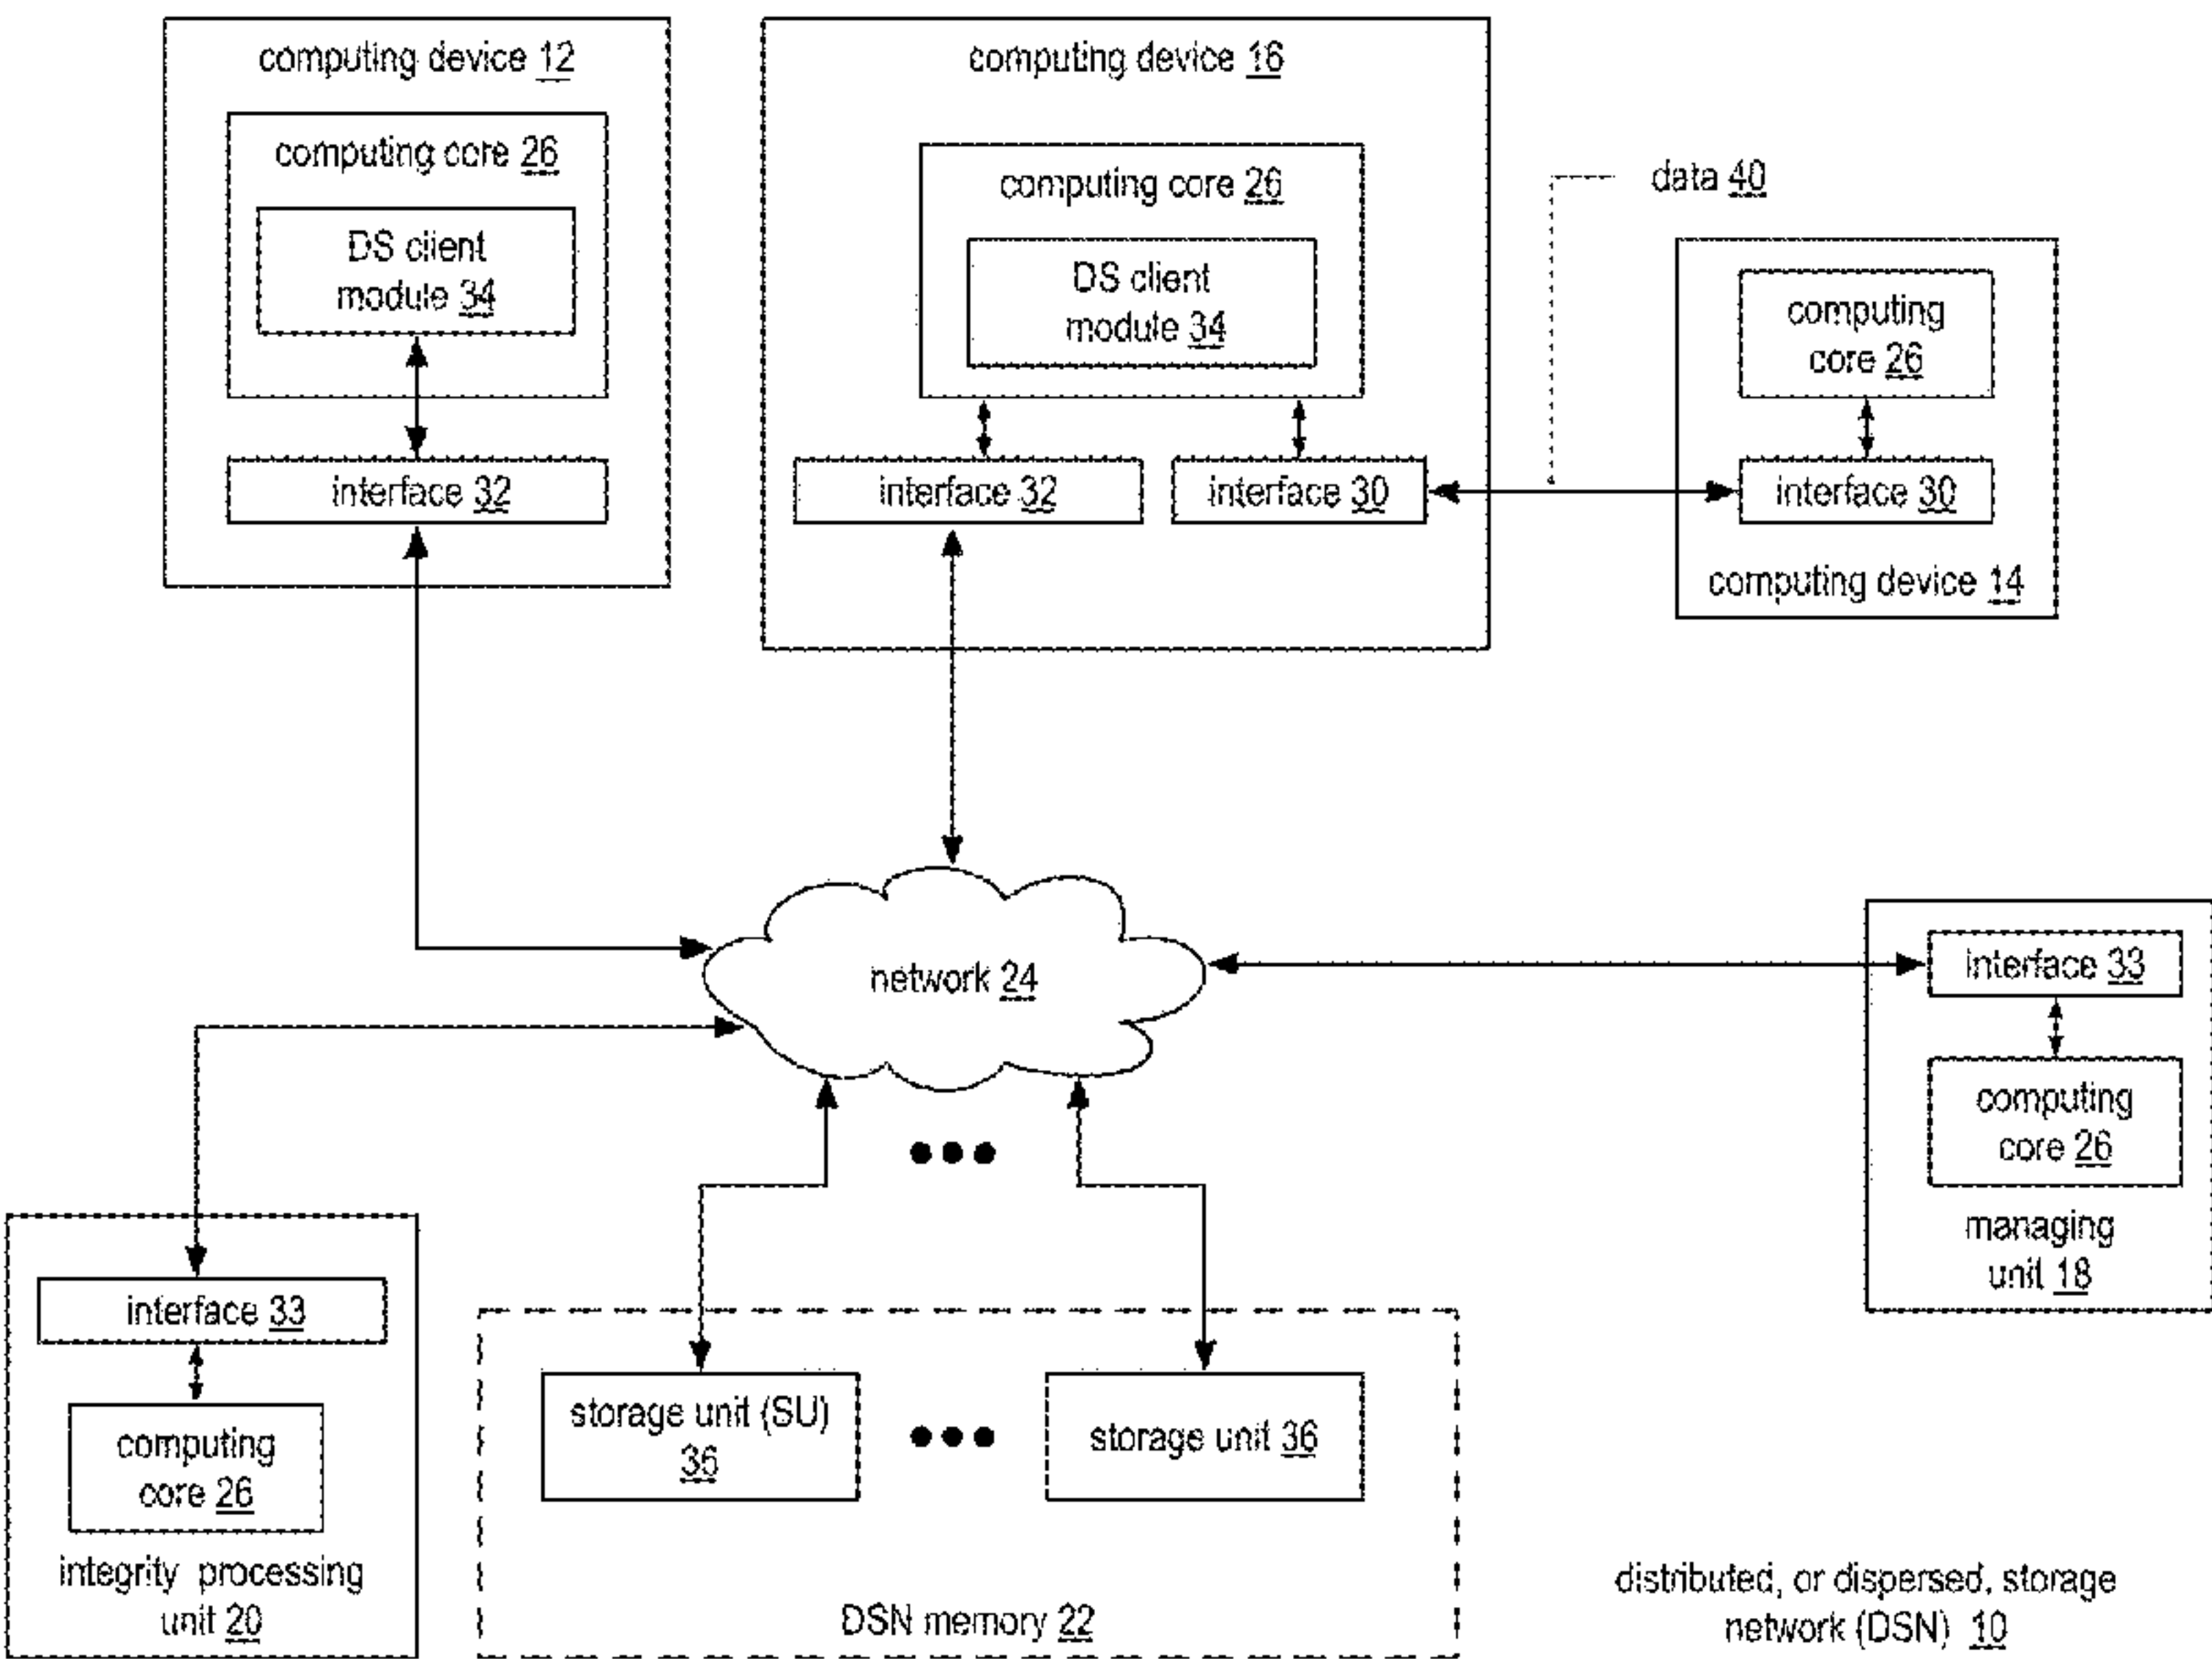 computing device 12
computing core 26
DS client
module 34
interface 32
computing device 16
computing core 26
DS client
module 34
interface 32
interface 30
data 40
computing
core 26
interface 30
computing device 14
network 24
interface 33
computing
core 26
managing
unit 18
interface 33
computing
core 26
integrity processing
unit 20
storage unit (SU)
36
storage unit 36
DSN memory 22
distributed, or dispersed, storage
network (DSN) 10